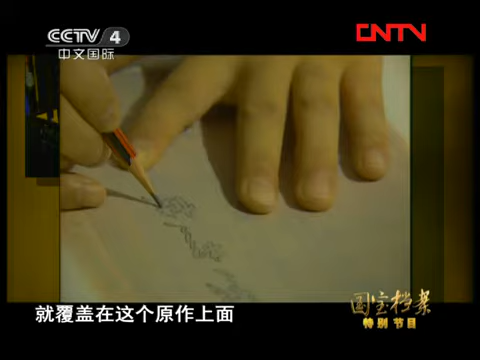 CCTV 4
中文国际
CNTV
国宝档案
特别 节目
就覆盖在这个原作上面